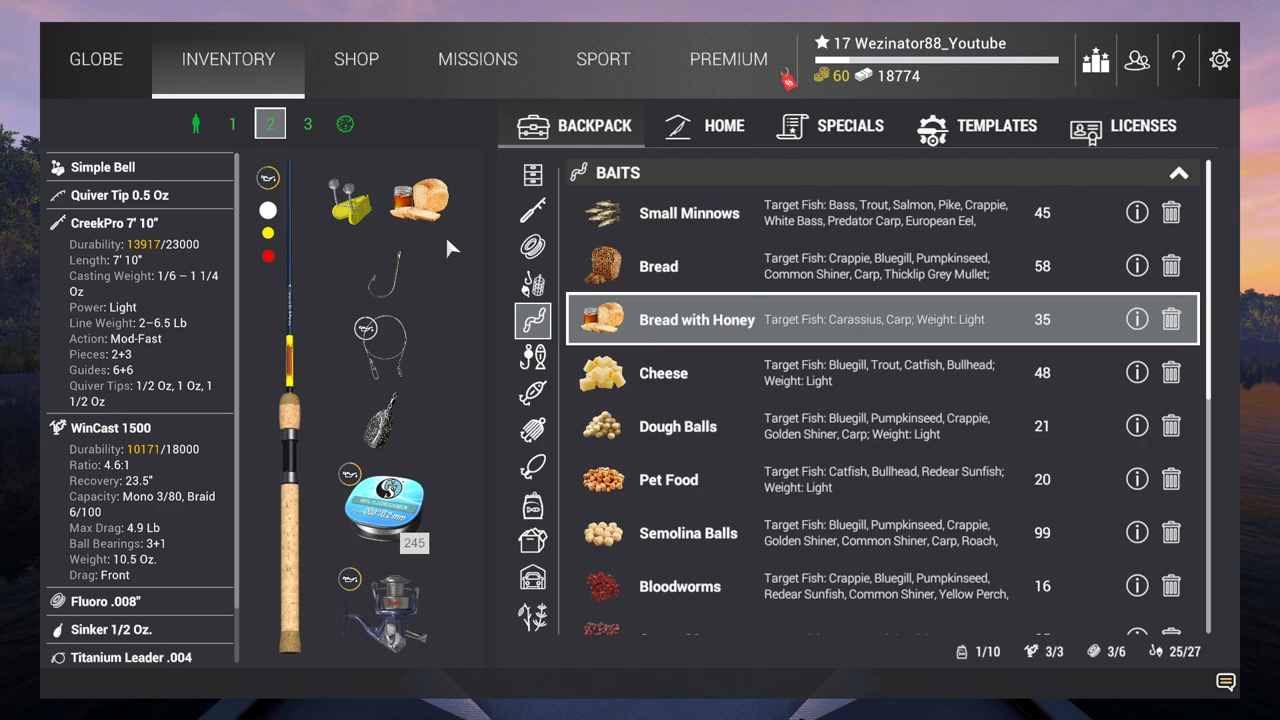 GLOBE
INVENTORY
SHOP
MISSIONS
SPORT
PREMIUM
17 Wezinator88_Youtube
60 18774
1 2 3
BACKPACK
HOME
SPECIALS
TEMPLATES
LICENSES
Simple Bell
Quiver Tip 0.5 Oz
CreekPro 7' 10"
Durability: 13917/23000
Length: 7' 10"
Casting Weight: 1/6 – 1 1/4
Oz
Power: Light
Line Weight: 2–6.5 Lb
Action: Mod-Fast
Pieces: 2+3
Guides: 6+6
Quiver Tips: 1/2 Oz, 1 Oz, 1
1/2 Oz
WinCast 1500
Durability: 10171/18000
Ratio: 4.6:1
Recovery: 23.5"
Capacity: Mono 3/80, Braid
6/100
Max Drag: 4.9 Lb
Ball Bearings: 3+1
Weight: 10.5 Oz.
Drag: Front
Fluoro .008"
Sinker 1/2 Oz.
Titanium Leader .004
245
BAITS
Small Minnows
Target Fish: Bass, Trout, Salmon, Pike, Crappie,
White Bass, Predator Carp, European Eel,
45
Bread
Target Fish: Crappie, Bluegill, Pumpkinseed,
Common Shiner, Carp, Thicklip Grey Mullet;
58
Bread with Honey
Target Fish: Carassius, Carp; Weight: Light
35
Cheese
Target Fish: Bluegill, Trout, Catfish, Bullhead;
Weight: Light
48
Dough Balls
Target Fish: Bluegill, Pumpkinseed, Crappie,
Golden Shiner, Carp; Weight: Light
21
Pet Food
Target Fish: Catfish, Bullhead, Redear Sunfish;
Weight: Light
20
Semolina Balls
Target Fish: Bluegill, Pumpkinseed, Crappie,
Golden Shiner, Common Shiner, Carp, Roach,
99
Bloodworms
Target Fish: Crappie, Bluegill, Pumpkinseed,
Redear Sunfish, Common Shiner, Yellow Perch,
16
1/10 3/3 3/6 25/27